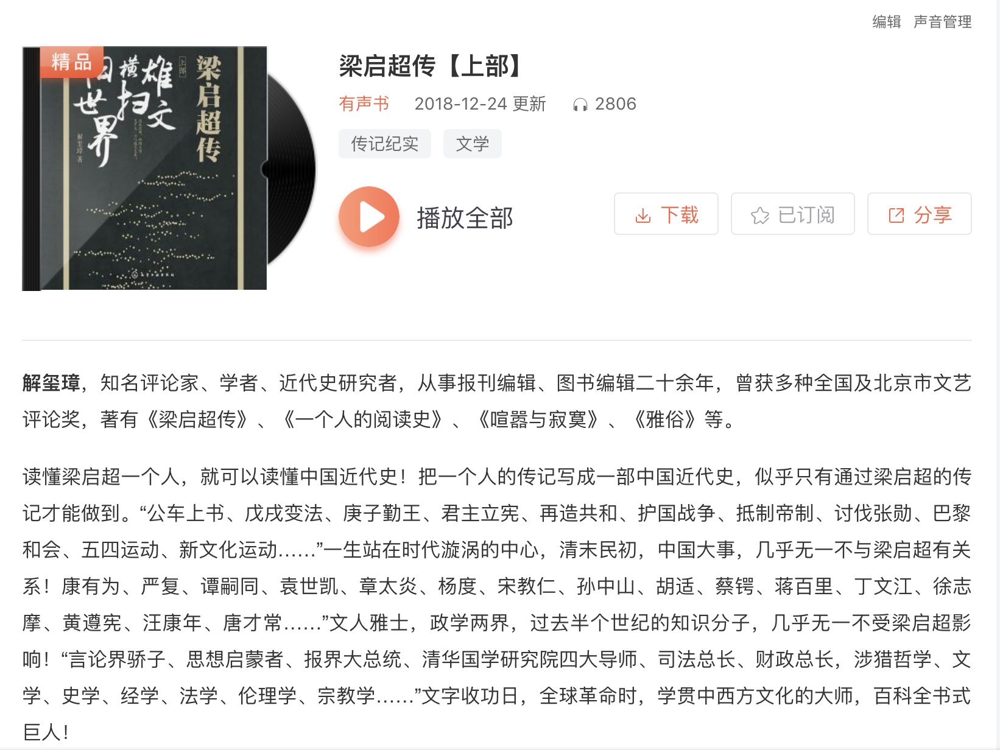 编辑 声音管理
精品
雄
横扫
文
世界
上部
梁启超传
解玺璋 著
梁启超传【上部】
有声书 2018-12-24 更新 2806
传记纪实 文学
播放全部
下载 已订阅 分享
解玺璋，知名评论家、学者、近代史研究者，从事报刊编辑、图书编辑二十余年，曾获多种全国及北京市文艺
评论奖，著有《梁启超传》、《一个人的阅读史》、《喧嚣与寂寞》、《雅俗》等。
读懂梁启超一个人，就可以读懂中国近代史！把一个人的传记写成一部中国近代史，似乎只有通过梁启超的传
记才能做到。“公车上书、戊戌变法、庚子勤王、君主立宪、再造共和、护国战争、抵制帝制、讨伐张勋、巴黎
和会、五四运动、新文化运动……”一生站在时代漩涡的中心，清末民初，中国大事，几乎无一不与梁启超有关
系！康有为、严复、谭嗣同、袁世凯、章太炎、杨度、宋教仁、孙中山、胡适、蔡锷、蒋百里、丁文江、徐志
摩、黄遵宪、汪康年、唐才常……”文人雅士，政学两界，过去半个世纪的知识分子，几乎无一不受梁启超影
响！“言论界骄子、思想启蒙者、报界大总统、清华国学研究院四大导师、司法总长、财政总长，涉猎哲学、文
学、史学、经学、法学、伦理学、宗教学……”文字收功日，全球革命时，学贯中西方文化的大师，百科全书式
巨人！